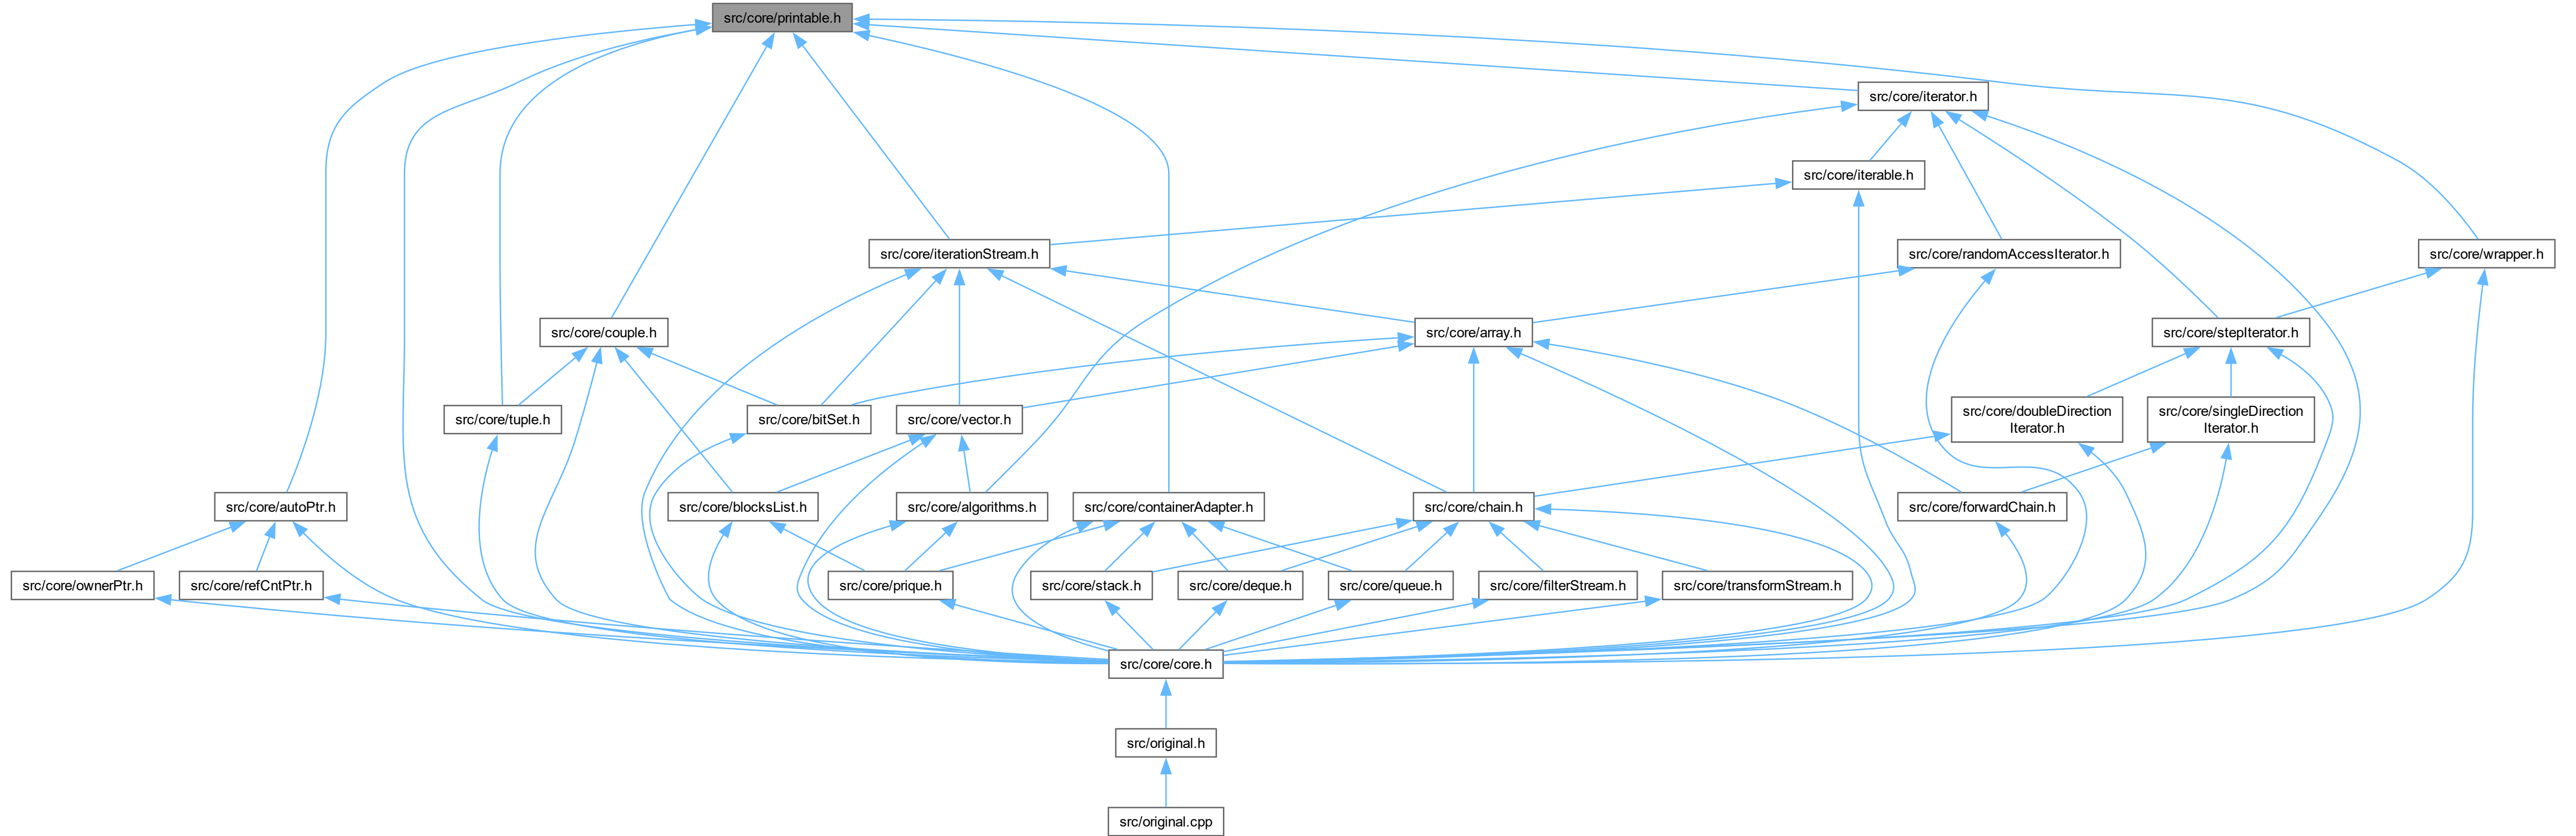 src/core/printable.h
src/core/iterator.h
src/core/iterable.h
src/core/iterationStream.h
src/core/randomAccessIterator.h
src/core/wrapper.h
src/core/couple.h
src/core/array.h
src/core/stepIterator.h
src/core/tuple.h
src/core/bitSet.h
src/core/vector.h
src/core/doubleDirection
Iterator.h
src/core/singleDirection
Iterator.h
src/core/autoPtr.h
src/core/blocksList.h
src/core/algorithms.h
src/core/containerAdapter.h
src/core/chain.h
src/core/forwardChain.h
src/core/ownerPtr.h
src/core/refCntPtr.h
src/core/prique.h
src/core/stack.h
src/core/deque.h
src/core/queue.h
src/core/filterStream.h
src/core/transformStream.h
src/core/core.h
src/original.h
src/original.cpp